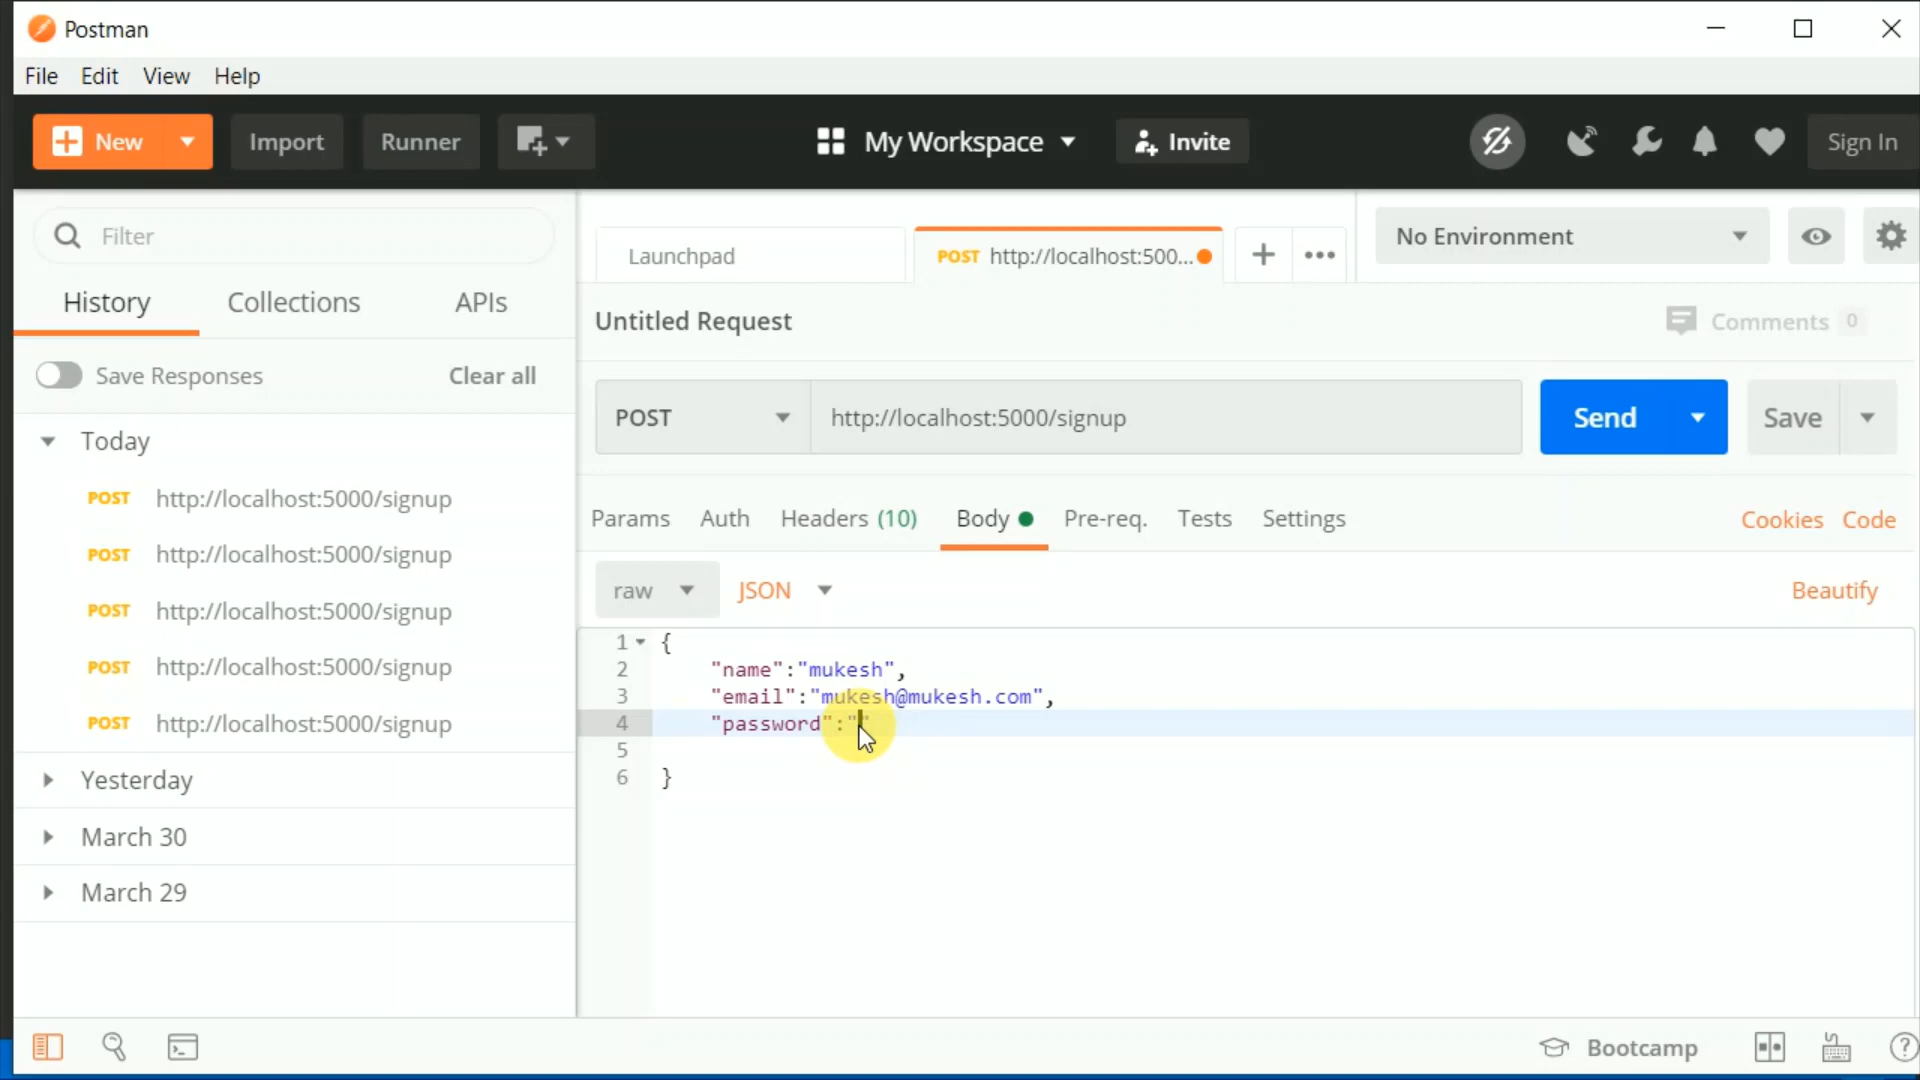 Postman
File Edit View Help
New Import Runner My Workspace Invite Sign In
Filter
History Collections APIs
Save Responses Clear all
Today
POST http://localhost:5000/signup
POST http://localhost:5000/signup
POST http://localhost:5000/signup
POST http://localhost:5000/signup
POST http://localhost:5000/signup
Yesterday
March 30
March 29
Launchpad POST http://localhost:500... No Environment
Untitled Request Comments 0
POST http://localhost:5000/signup Send Save
Params Auth Headers (10) Body Pre-req. Tests Settings Cookies Code
raw JSON Beautify
1 {
2 "name":"mukesh",
3 "email":"mukesh@mukesh.com",
4 "password":""
5
6 }
Bootcamp